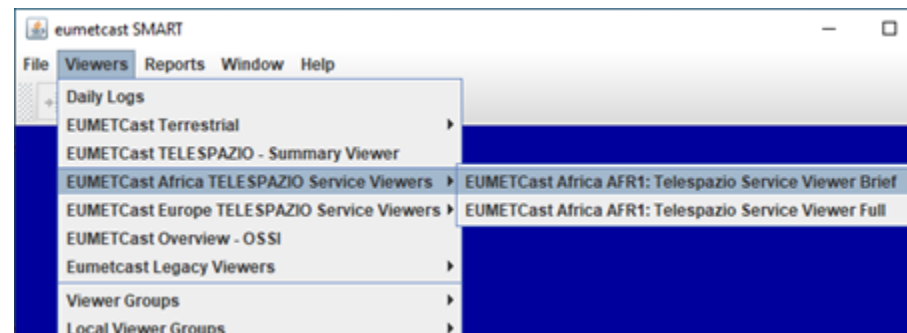 eumetcast SMART
File Viewers Reports Window Help
Daily Logs
EUMETCast Terrestrial
EUMETCast TELESPAZIO - Summary Viewer
EUMETCast Africa TELESPAZIO Service Viewers
EUMETCast Africa AFR1: Telespazio Service Viewer Brief
EUMETCast Europe TELESPAZIO Service Viewers
EUMETCast Africa AFR1: Telespazio Service Viewer Full
EUMETCast Overview - OSSI
Eumetcast Legacy Viewers
Viewer Groups
Local Viewer Groups